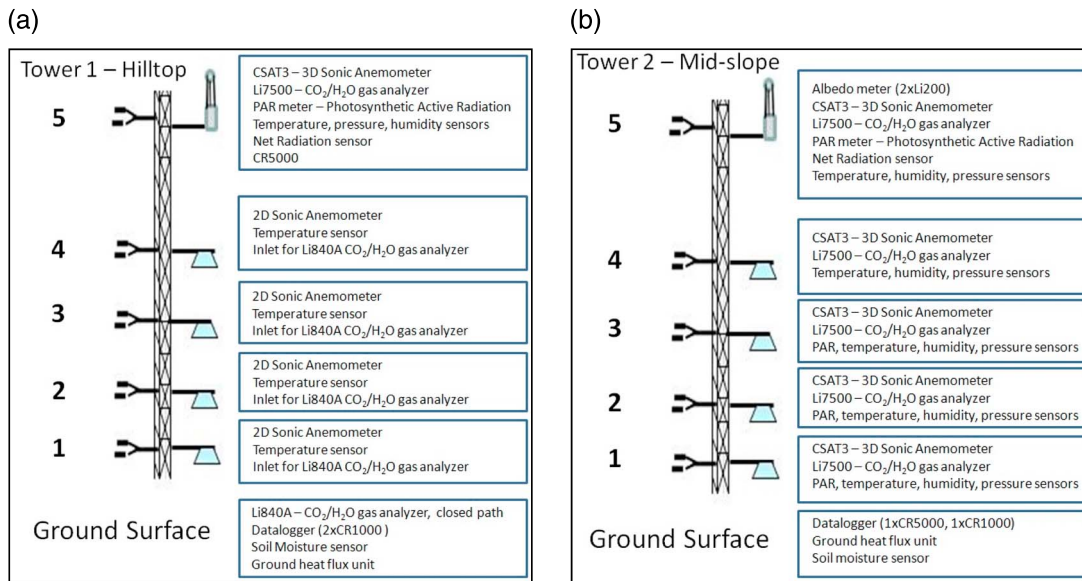 (a)
Tower 1 – Hilltop
5
CSAT3 – 3D Sonic Anemometer
Li7500 – CO₂/H₂O gas analyzer
PAR meter – Photosynthetic Active Radiation
Temperature, pressure, humidity sensors
Net Radiation sensor
CR5000
4
2D Sonic Anemometer
Temperature sensor
Inlet for Li840A CO₂/H₂O gas analyzer
3
2D Sonic Anemometer
Temperature sensor
Inlet for Li840A CO₂/H₂O gas analyzer
2
2D Sonic Anemometer
Temperature sensor
Inlet for Li840A CO₂/H₂O gas analyzer
1
2D Sonic Anemometer
Temperature sensor
Inlet for Li840A CO₂/H₂O gas analyzer
Ground Surface
Li840A – CO₂/H₂O gas analyzer, closed path
Datalogger (2xCR1000 )
Soil Moisture sensor
Ground heat flux unit
(b)
Tower 2 – Mid-slope
5
Albedo meter (2xLi200)
CSAT3 – 3D Sonic Anemometer
Li7500 – CO₂/H₂O gas analyzer
PAR meter – Photosynthetic Active Radiation
Net Radiation sensor
Temperature, humidity, pressure sensors
4
CSAT3 – 3D Sonic Anemometer
Li7500 – CO₂/H₂O gas analyzer
Temperature, humidity, pressure sensors
3
CSAT3 – 3D Sonic Anemometer
Li7500 – CO₂/H₂O gas analyzer
PAR, temperature, humidity, pressure sensors
2
CSAT3 – 3D Sonic Anemometer
Li7500 – CO₂/H₂O gas analyzer
PAR, temperature, humidity, pressure sensors
1
CSAT3 – 3D Sonic Anemometer
Li7500 – CO₂/H₂O gas analyzer
PAR, temperature, humidity, pressure sensors
Ground Surface
Datalogger (1xCR5000, 1xCR1000)
Ground heat flux unit
Soil moisture sensor